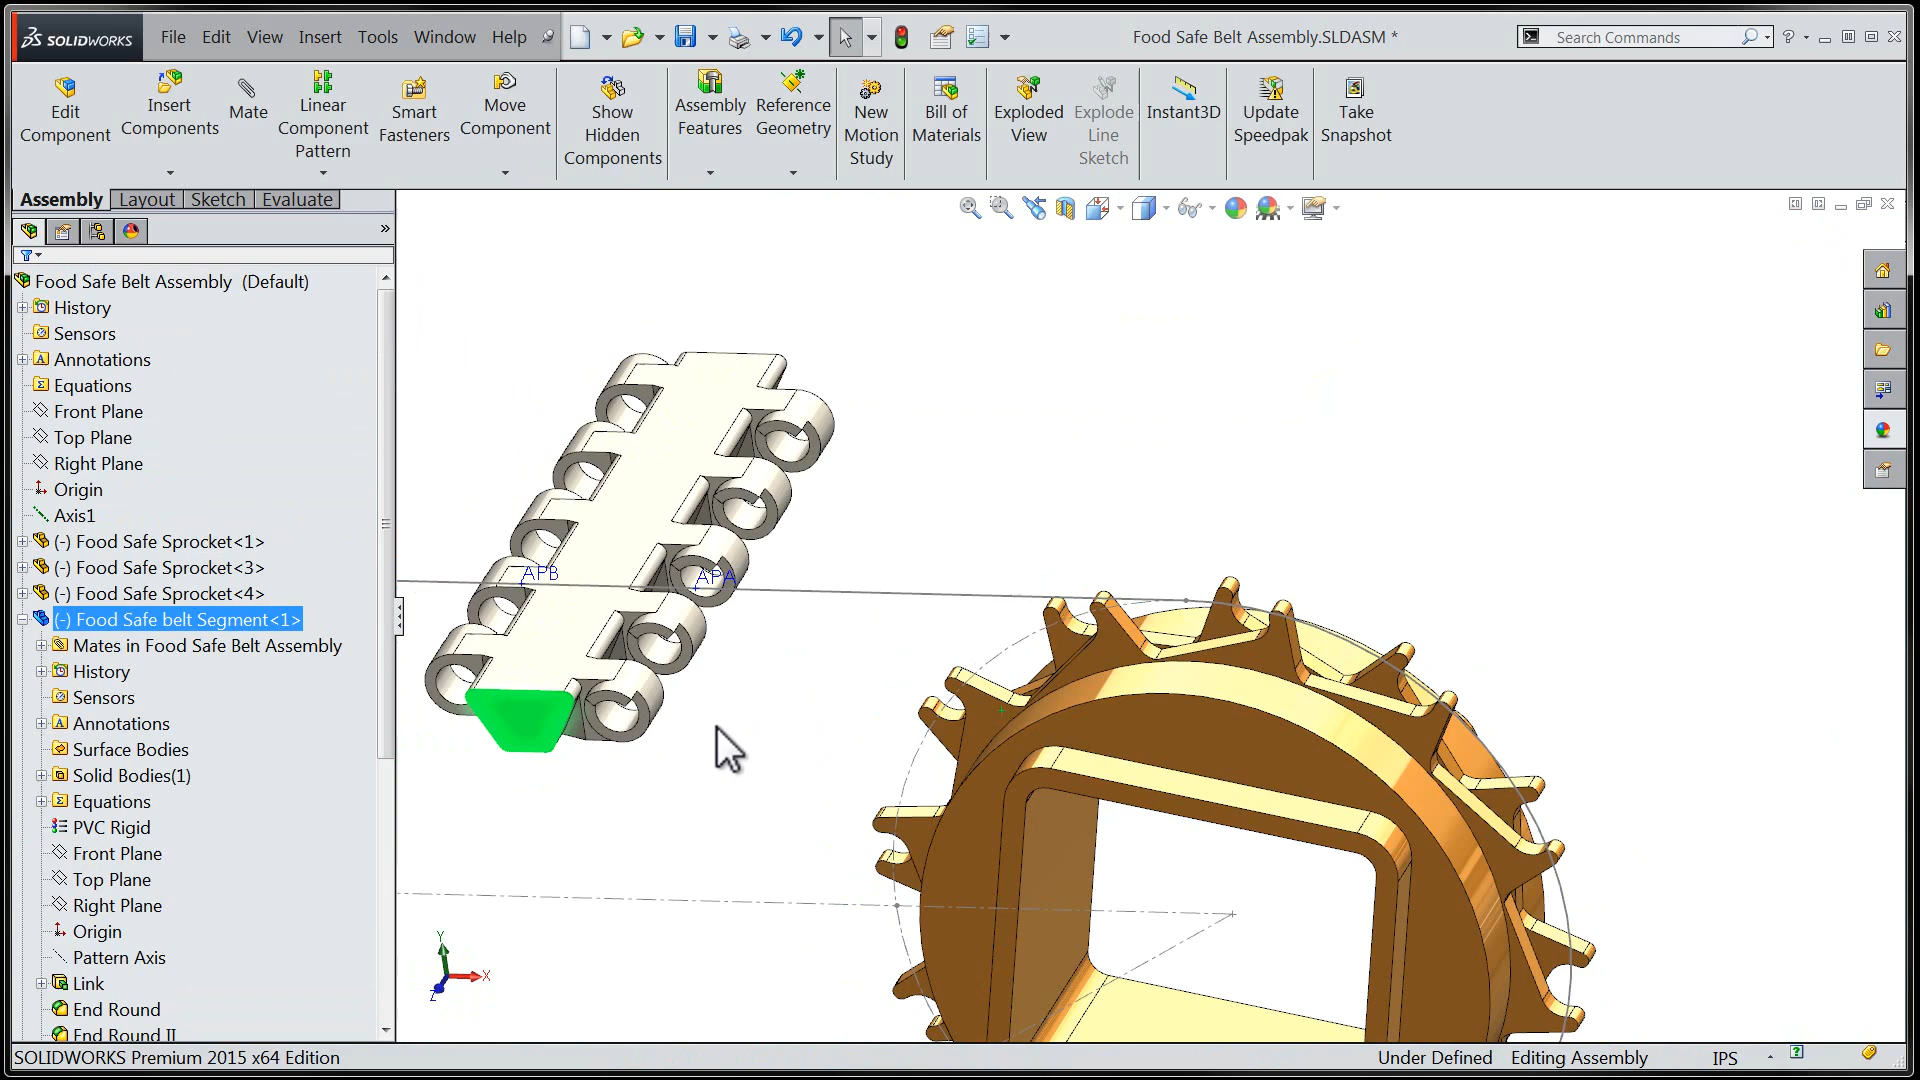 SOLIDWORKS File Edit View Insert Tools Window Help Food Safe Belt Assembly.SLDASM * Search Commands ?
Edit Component
Insert Components
Mate
Linear Component Pattern
Smart Fasteners
Move Component
Show Hidden Components
Assembly Features
Reference Geometry
New Motion Study
Bill of Materials
Exploded View
Explode Line Sketch
Instant3D
Update Speedpak
Take Snapshot
Assembly Layout Sketch Evaluate
Food Safe Belt Assembly (Default)
History
Sensors
Annotations
Equations
Front Plane
Top Plane
Right Plane
Origin
Axis1
(-) Food Safe Sprocket<1>
(-) Food Safe Sprocket<3>
(-) Food Safe Sprocket<4>
(-) Food Safe belt Segment<1>
Mates in Food Safe Belt Assembly
History
Sensors
Annotations
Surface Bodies
Solid Bodies(1)
Equations
PVC Rigid
Front Plane
Top Plane
Right Plane
Origin
Pattern Axis
Link
End Round
End Round II
APB APA
Y
X
Z
SOLIDWORKS Premium 2015 x64 Edition Under Defined Editing Assembly IPS ?